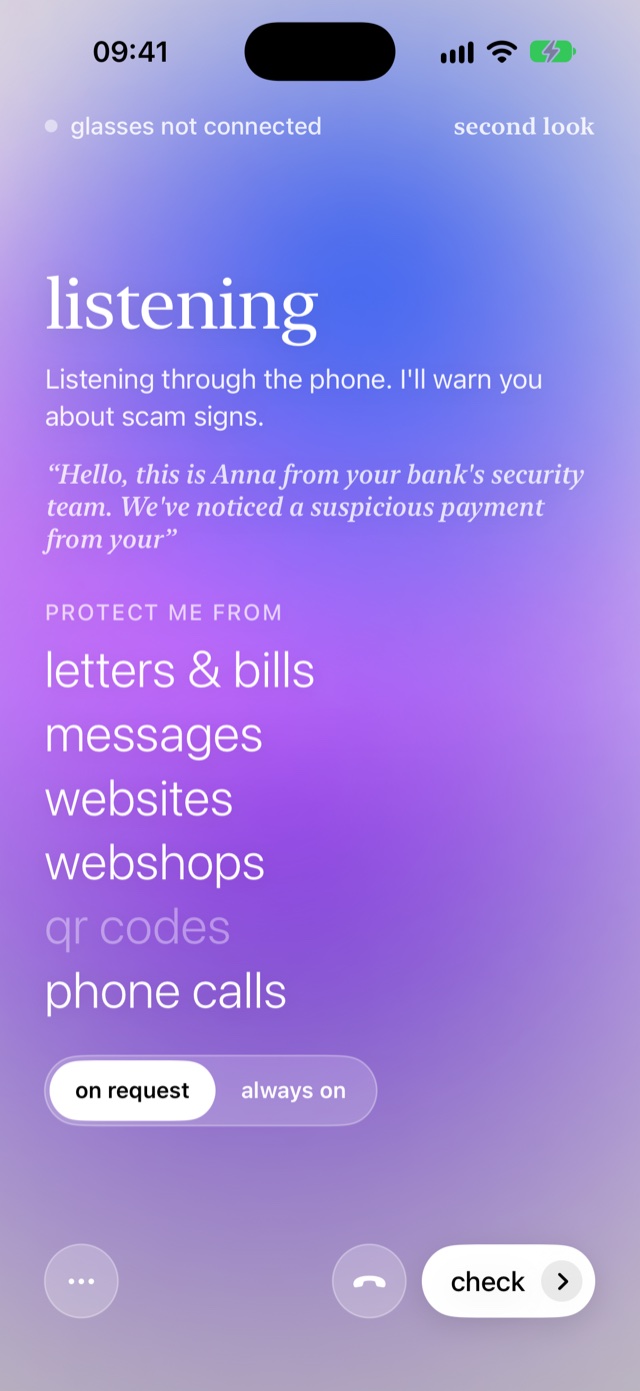 09:41
glasses not connected
second look
listening
Listening through the phone. I'll warn you
about scam signs.
“Hello, this is Anna from your bank's security
team. We've noticed a suspicious payment
from your”
PROTECT ME FROM
letters & bills
messages
websites
webshops
qr codes
phone calls
on request
always on
check